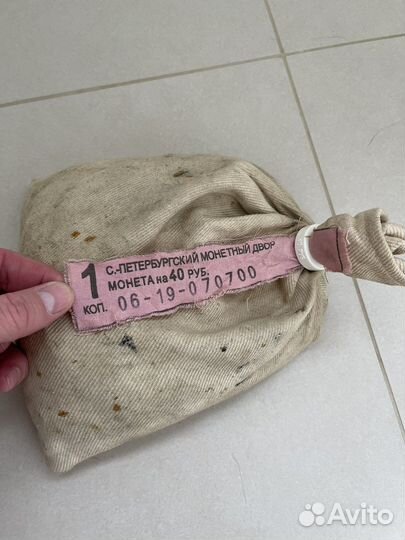 1 С.-ПЕТЕРБУРГСКИЙ МОНЕТНЫЙ ДВОР
МОНЕТА на 40 РУБ.
КОП. 06-19-070700
Avito